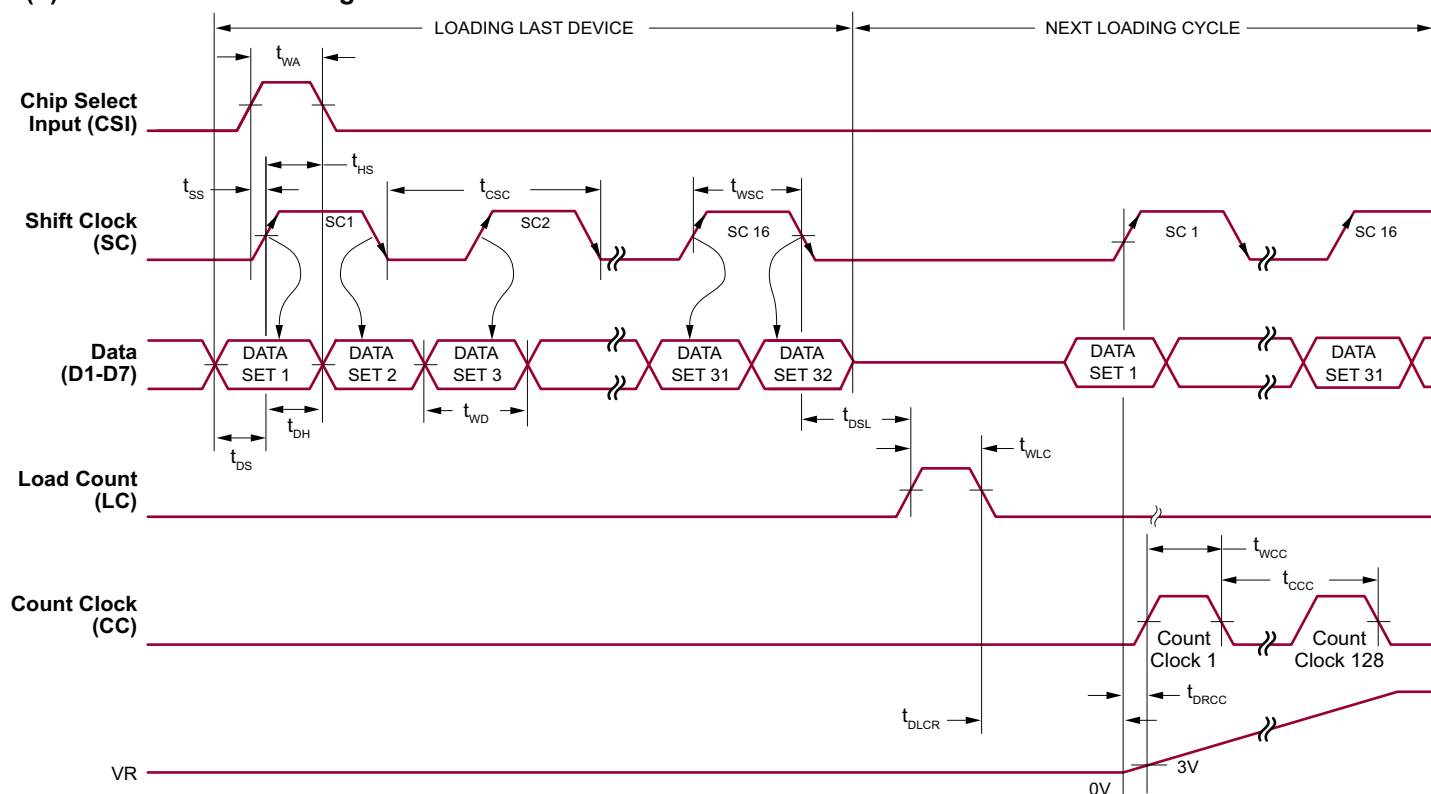 LOADING LAST DEVICE
NEXT LOADING CYCLE
tWA
Chip Select
Input (CSI)
tHS
tSS
tCSC
tWSC
Shift Clock
(SC)
SC1
SC2
SC 16
SC 1
SC 16
Data
(D1-D7)
DATA
SET 1
DATA
SET 2
DATA
SET 3
DATA
SET 31
DATA
SET 32
DATA
SET 1
DATA
SET 31
tDH
tWD
tDSL
tDS
tWLC
Load Count
(LC)
tWCC
tCCC
Count Clock
(CC)
Count
Clock 1
Count
Clock 128
tDRCC
tDLCR
VR
3V
0V